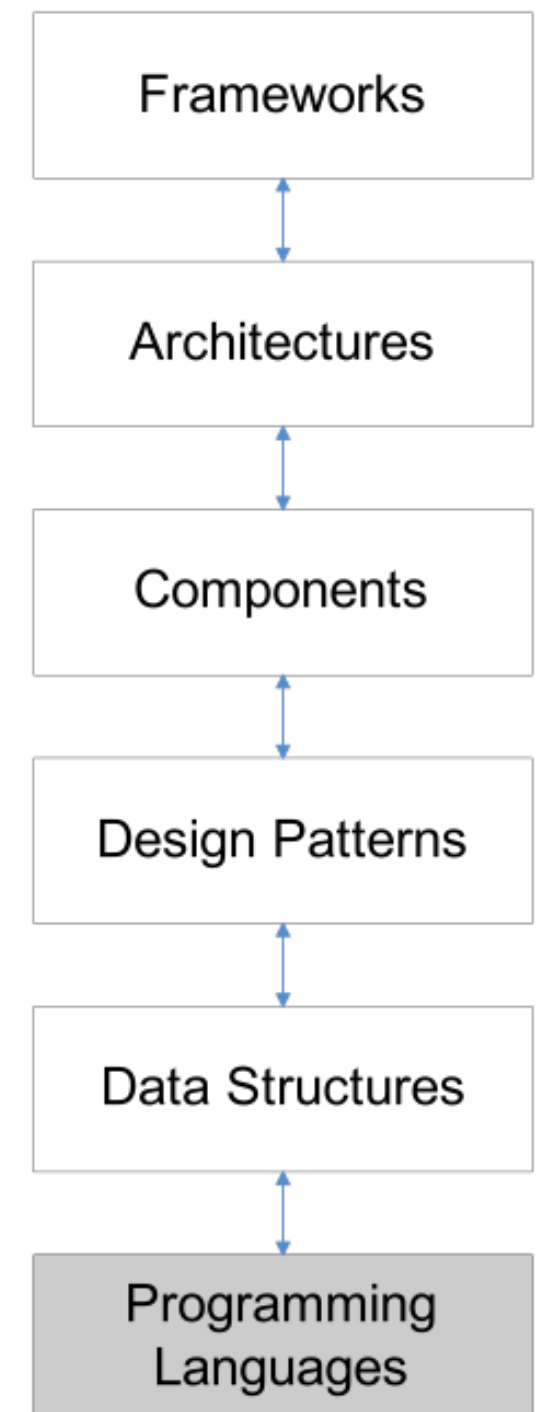 Frameworks
Architectures
Components
Design Patterns
Data Structures
Programming
Languages